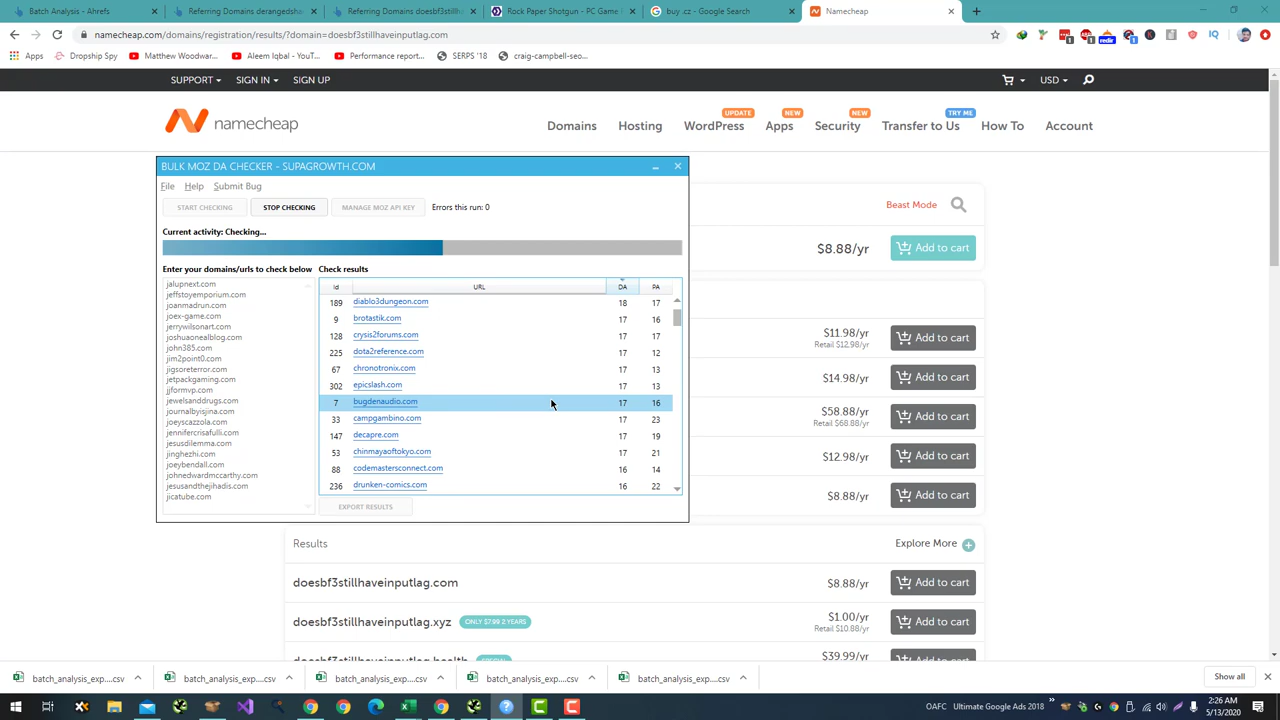 Batch Analysis - Ahrefs
Referring Domains derangedsha
Referring Domains doesbf3stillha
Rock Paper Shotgun - PC Game R
buy .cz - Google Search
Namecheap
namecheap.com/domains/registration/results/?domain=doesbf3stillhaveinputlag.com
Apps
Dropship Spy
Matthew Woodwar...
Aleem Iqbal - YouT...
Performance report...
SERPS '18
craig-campbell-seo...
SUPPORT
SIGN IN
SIGN UP
USD
namecheap
Domains
Hosting
UPDATE
WordPress
NEW
Apps
NEW
Security
TRY ME
Transfer to Us
How To
Account
BULK MOZ DA CHECKER - SUPAGROWTH.COM
File Help Submit Bug
START CHECKING STOP CHECKING MANAGE MOZ API KEY Errors this run: 0
Current activity: Checking...
Enter your domains/urls to check below
jalupnext.com
jeffstoyemporium.com
joanmadrun.com
joex-game.com
jerrywilsonart.com
joshuaonealblog.com
john385.com
jim2point0.com
jigsoreterror.com
jetpackgaming.com
jjformvp.com
jewelsanddrugs.com
journalbyisjina.com
joeyscazzola.com
jennifercrisafulli.com
jesusdilemma.com
jinghezhi.com
joeybendall.com
johnedwardmccarthy.com
jesusandthejihadis.com
jicatube.com
Check results
Id URL DA PA
189 diablo3dungeon.com 18 17
9 brotastik.com 17 16
128 crysis2forums.com 17 17
225 dota2reference.com 17 12
67 chronotronix.com 17 13
302 epicslash.com 17 13
7 bugdenaudio.com 17 16
33 campgambino.com 17 23
147 decapre.com 17 19
53 chinmayaoftokyo.com 17 21
88 codemastersconnect.com 16 14
236 drunken-comics.com 16 22
EXPORT RESULTS
Beast Mode
$8.88/yr Add to cart
$11.98/yr Add to cart
Retail $12.98/yr
$14.98/yr Add to cart
$58.88/yr Add to cart
Retail $68.88/yr
$12.98/yr Add to cart
$8.88/yr Add to cart
Results Explore More
doesbf3stillhaveinputlag.com $8.88/yr Add to cart
doesbf3stillhaveinputlag.xyz ONLY $7.99 2 YEARS $1.00/yr Add to cart
Retail $10.88/yr
doesbf3stillhaveinputlag.health SPECIAL $39.99/yr Add to cart
batch_analysis_exp....csv
batch_analysis_exp....csv
batch_analysis_exp....csv
batch_analysis_exp....csv
batch_analysis_exp....csv
Show all
OAFC Ultimate Google Ads 2018
2:26 AM
5/13/2020